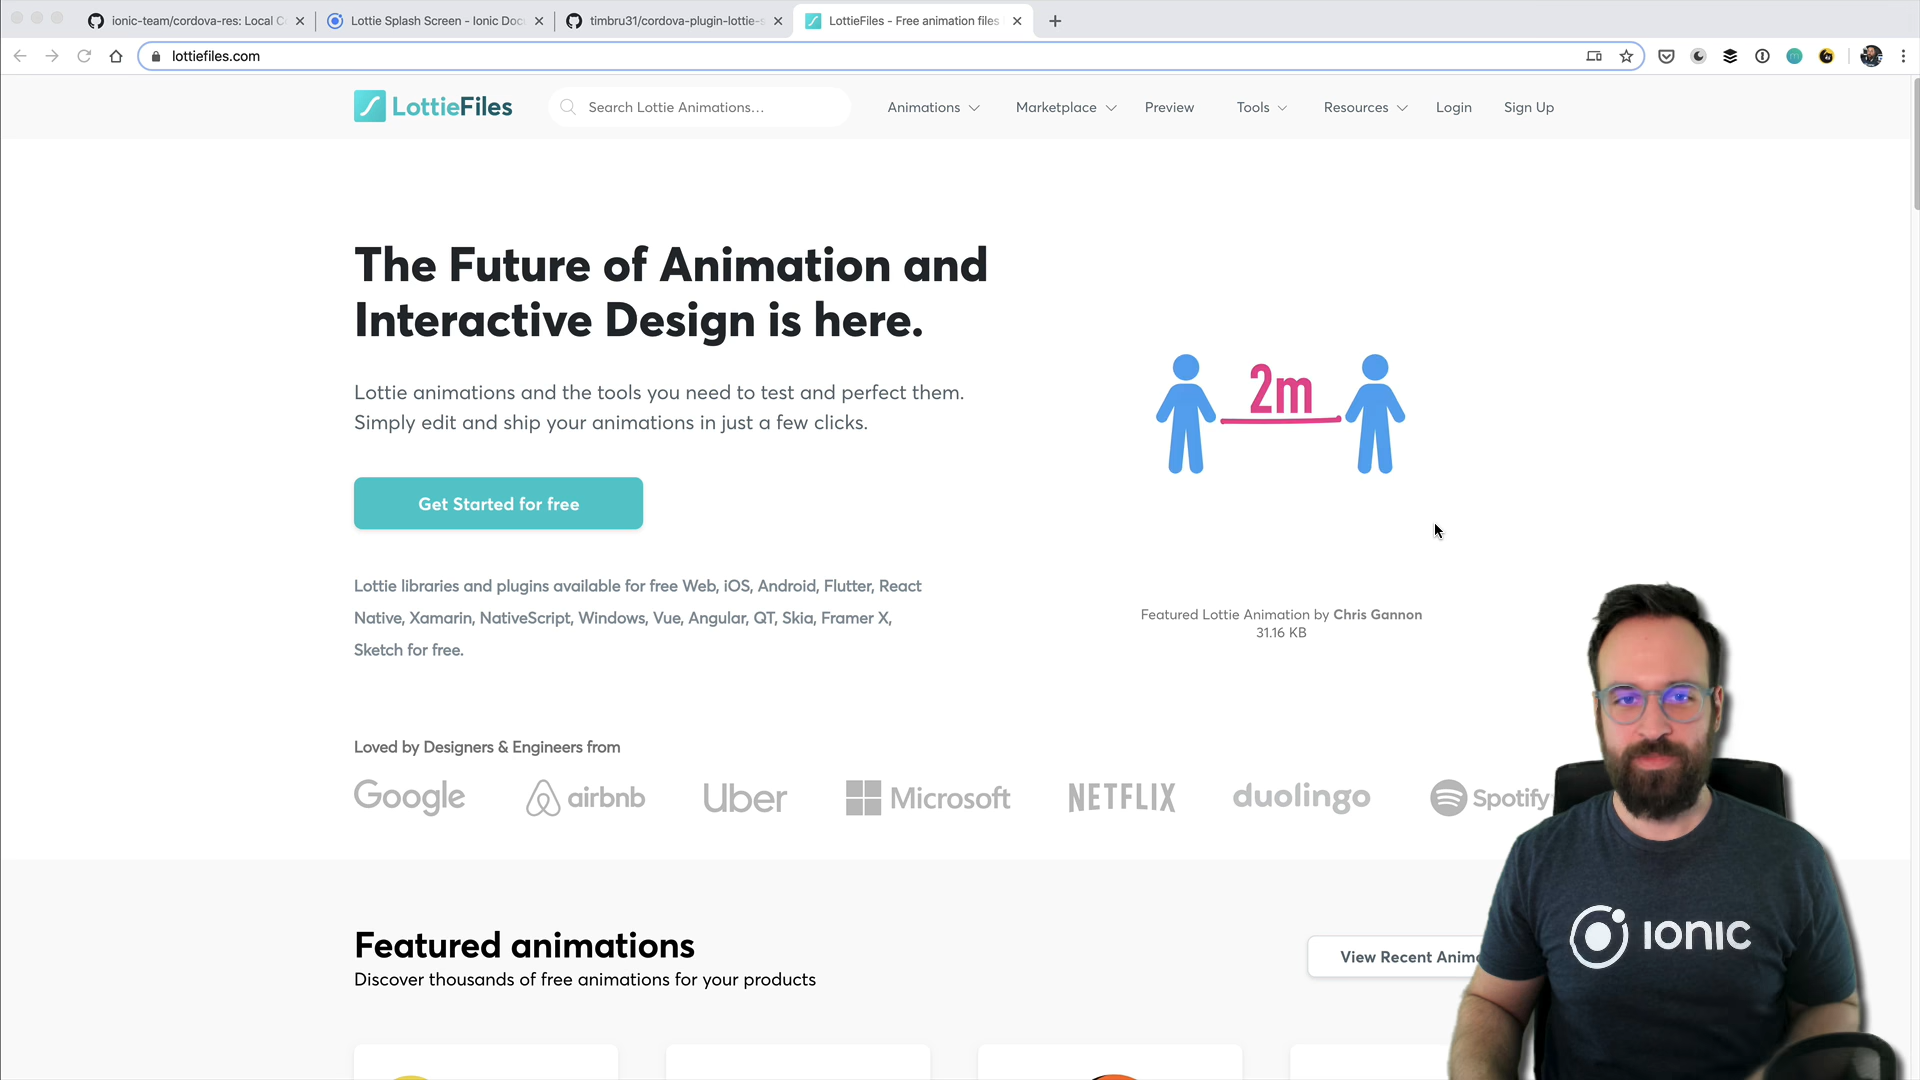 ionic-team/cordova-res: Local C
Lottie Splash Screen - Ionic Doc
timbru31/cordova-plugin-lottie-s
LottieFiles - Free animation files
lottiefiles.com
LottieFiles
Search Lottie Animations...
Animations
Marketplace
Preview
Tools
Resources
Login
Sign Up
The Future of Animation and
Interactive Design is here.
Lottie animations and the tools you need to test and perfect them.
Simply edit and ship your animations in just a few clicks.
2m
Get Started for free
Lottie libraries and plugins available for free Web, iOS, Android, Flutter, React
Native, Xamarin, NativeScript, Windows, Vue, Angular, QT, Skia, Framer X,
Sketch for free.
Featured Lottie Animation by Chris Gannon
31.16 KB
Loved by Designers & Engineers from
Google
airbnb
Uber
Microsoft
NETFLIX
duolingo
Spotify
Featured animations
Discover thousands of free animations for your products
View Recent Anima
IONIC